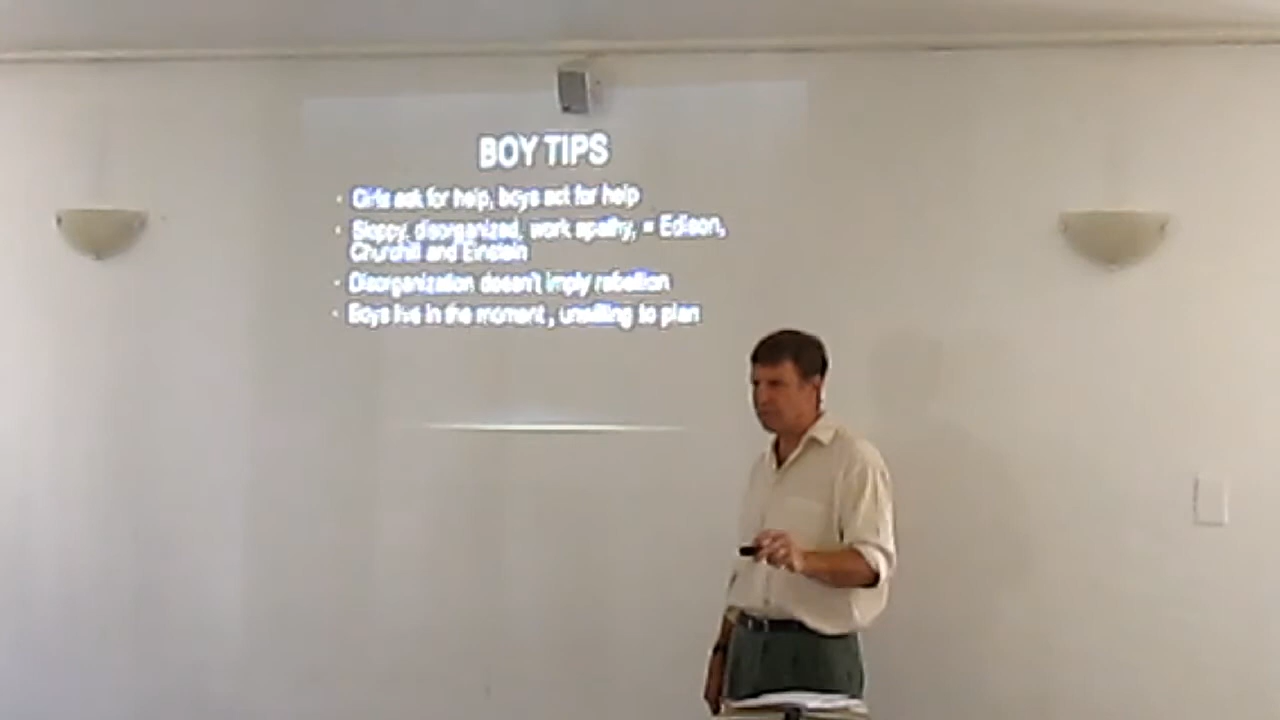 BOY TIPS
• Girls ask for help, boys act for help
• Sloppy, disorganized, work apathy, = Edison,
Churchill and Einstein
• Disorganization doesn't imply rebellion
• Boys live in the moment, unwilling to plan